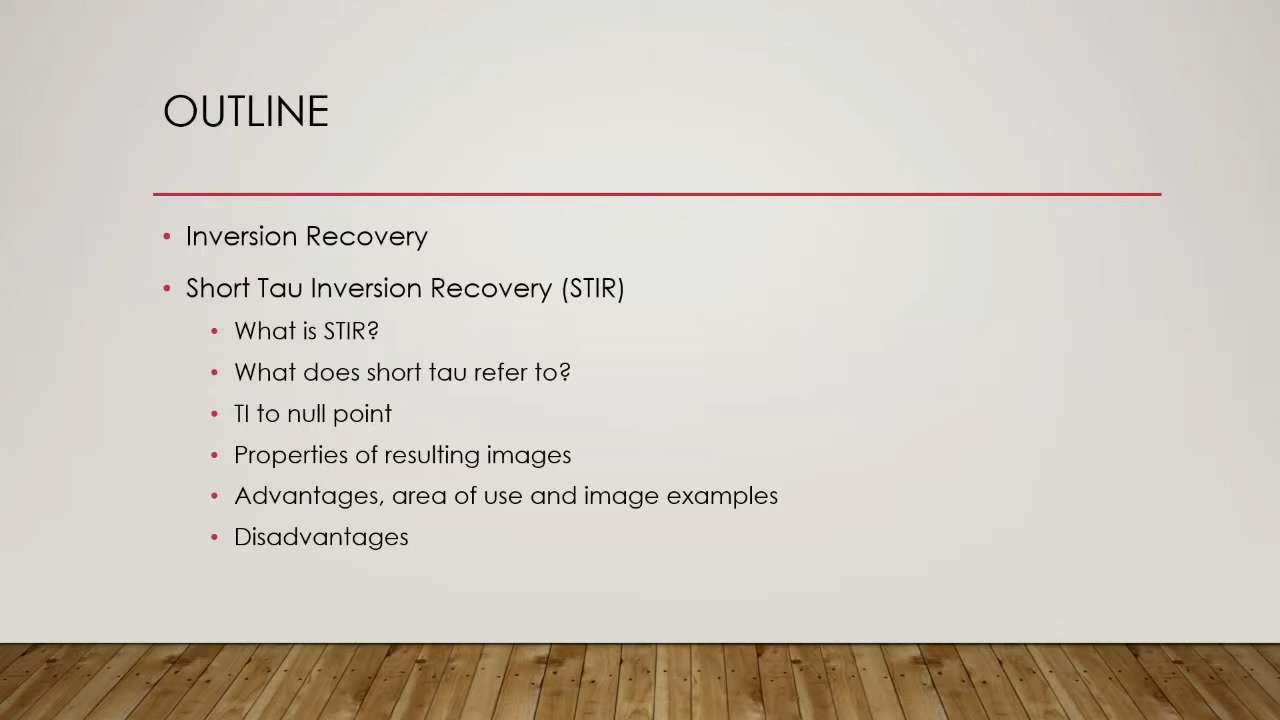 OUTLINE
• Inversion Recovery
• Short Tau Inversion Recovery (STIR)
• What is STIR?
• What does short tau refer to?
• TI to null point
• Properties of resulting images
• Advantages, area of use and image examples
• Disadvantages